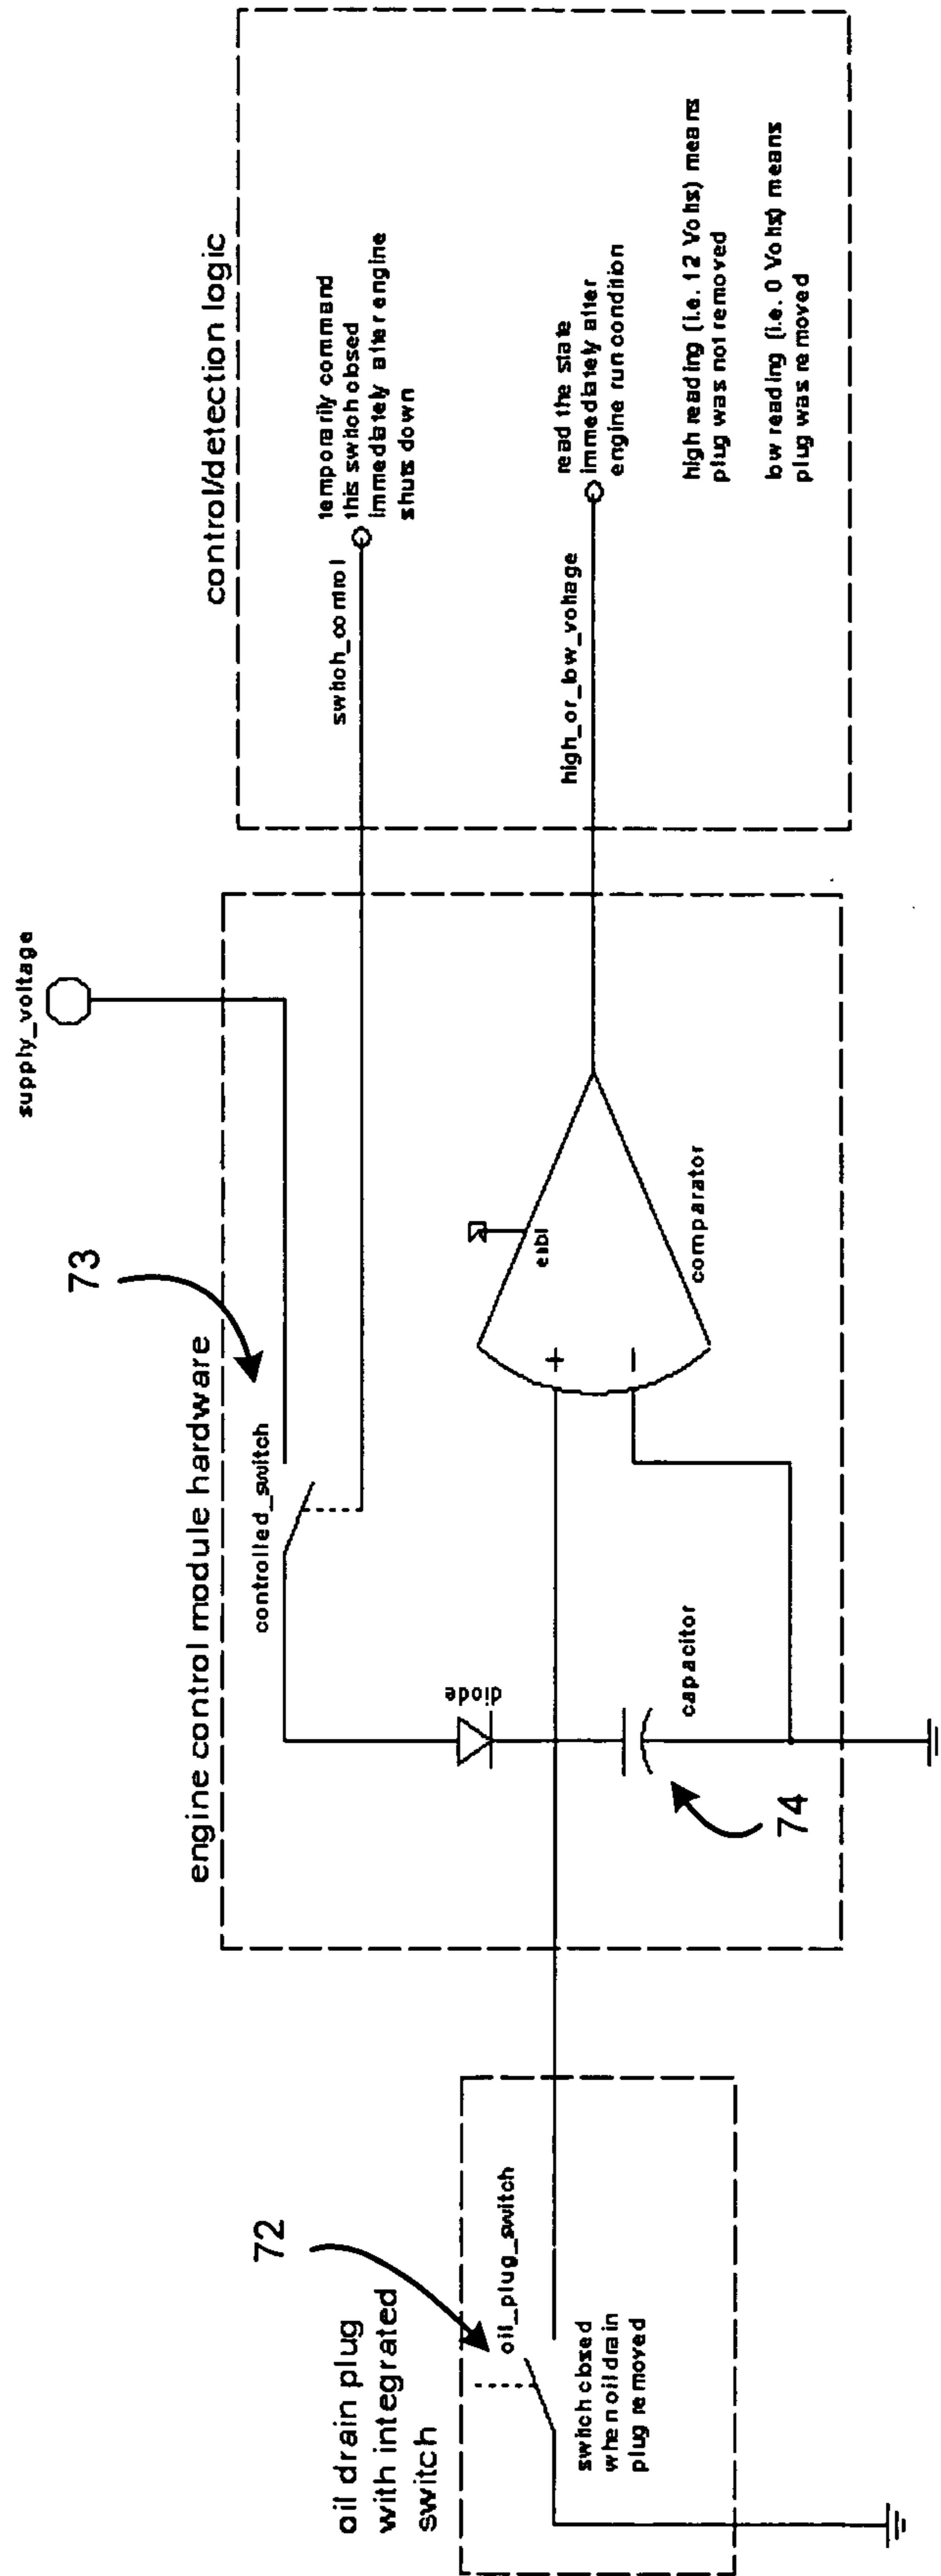 supply_voltage
control/detection logic
engine control module hardware
oil drain plug
with integrated
switch
72
73
74
oil_plug_switch
switch closed
when oil drain
plug removed
controlled_switch
diode
capacitor
+
−
enbl
comparator
switch_control
high_or_low_voltage
temporarily command
this switch closed
immediately after engine
shuts down
read the state
immediately after
engine run condition
high reading (i.e. 12 Volts) means
plug was not removed
low reading (i.e. 0 Volts) means
plug was removed